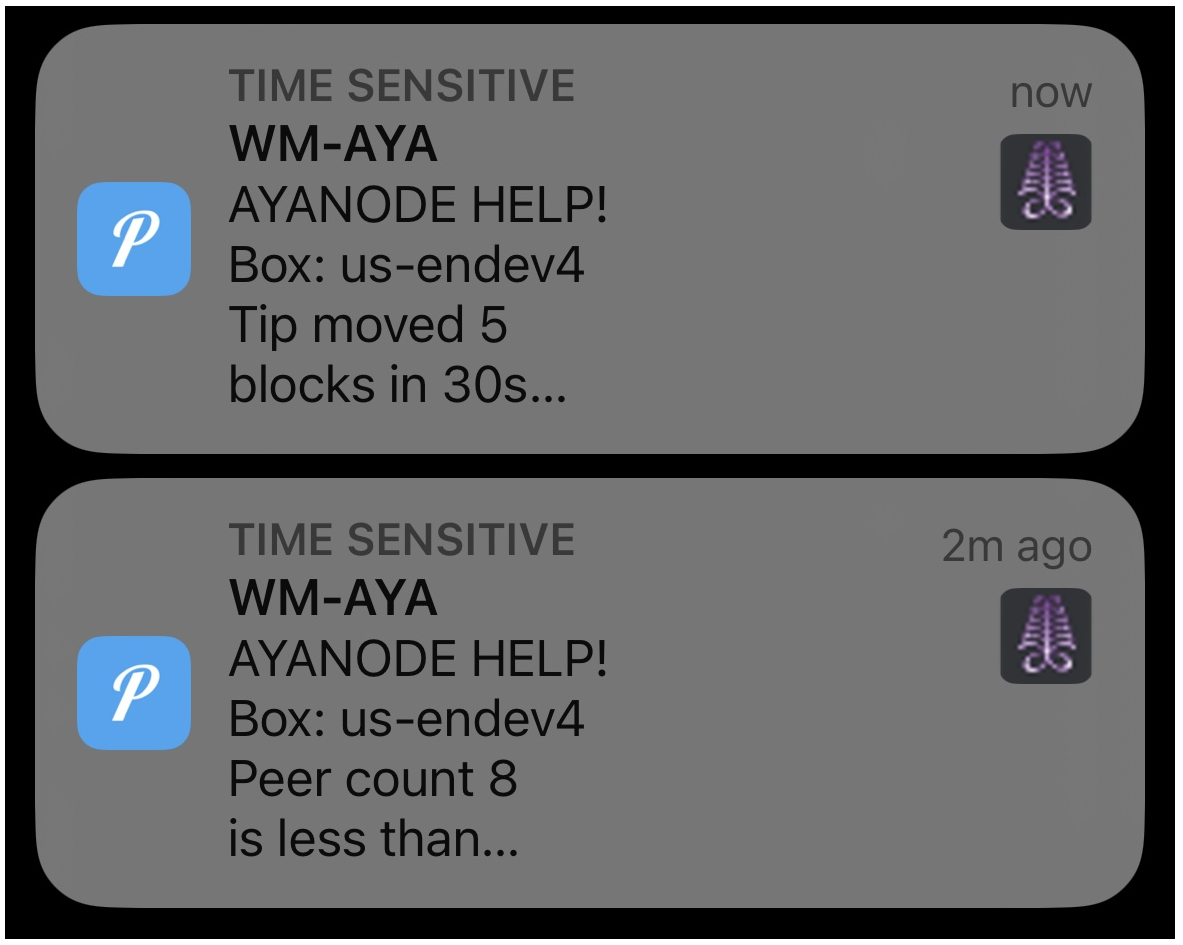 TIME SENSITIVE
now
WM-AYA
AYANODE HELP!
Box: us-endev4
Tip moved 5
blocks in 30s...
TIME SENSITIVE
2m ago
WM-AYA
AYANODE HELP!
Box: us-endev4
Peer count 8
is less than...